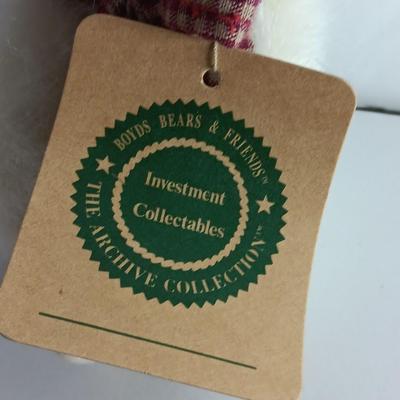 BOYDS BEARS & FRIENDS™
Investment
Collectables
THE ARCHIVE COLLECTION™